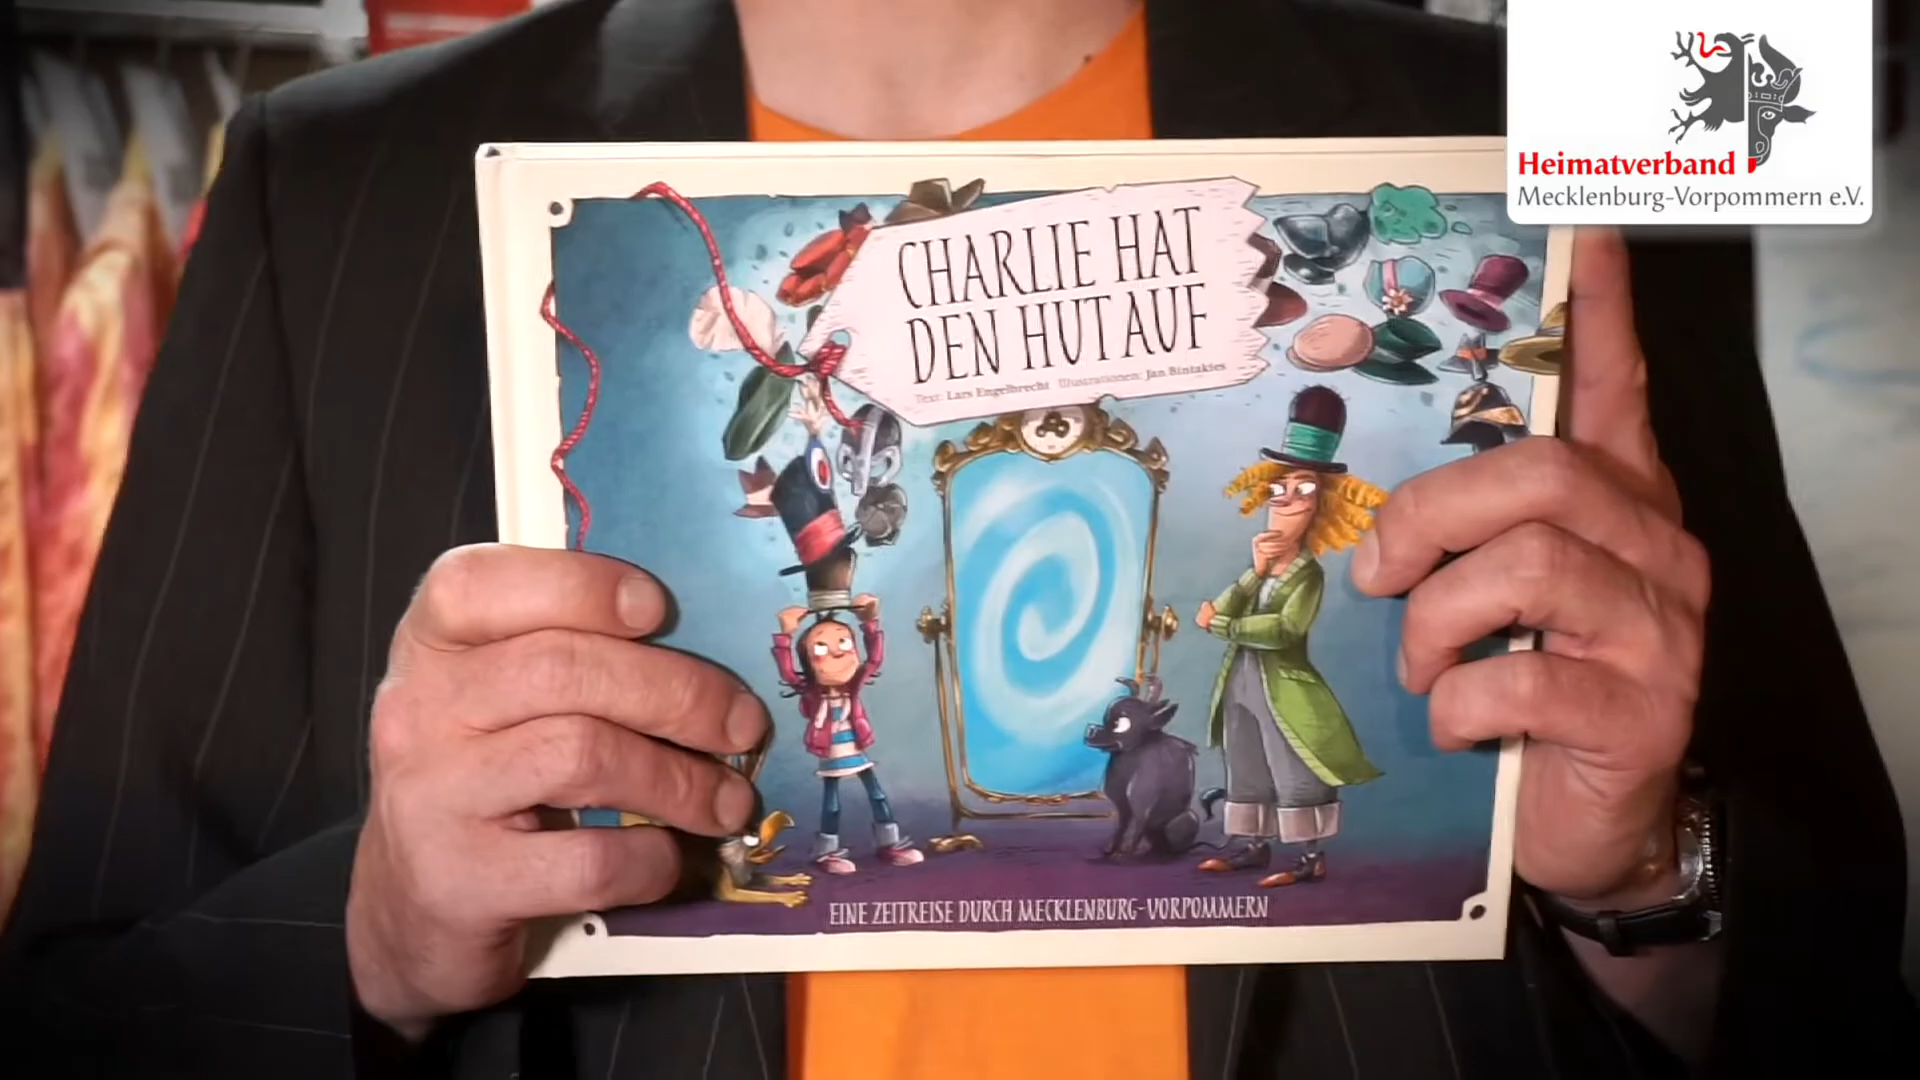 Heimatverband
Mecklenburg-Vorpommern e.V.
CHARLIE HAT
DEN HUT AUF
Text: Lars Engelbrecht Illustrationen: Jan Bintakies
EINE ZEITREISE DURCH MECKLENBURG-VORPOMMERN